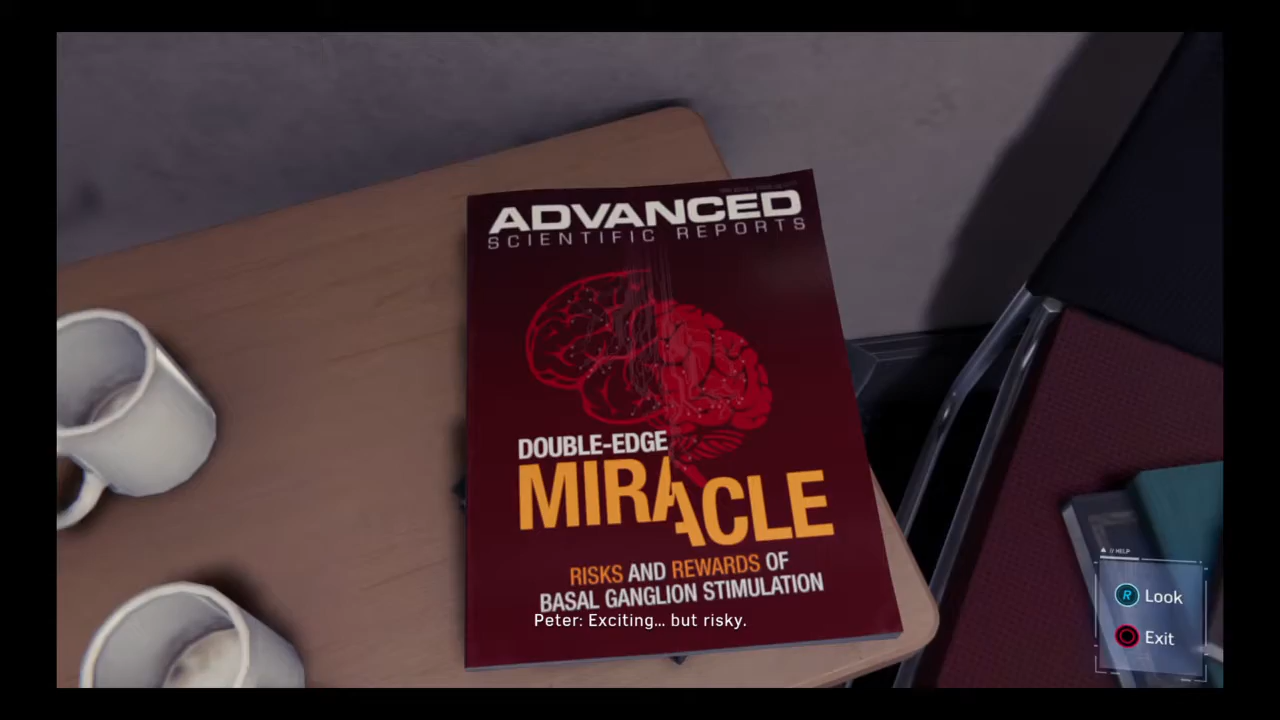 ADVANCED
SCIENTIFIC REPORTS
DOUBLE-EDGE
MIRACLE
RISKS AND REWARDS OF
BASAL GANGLION STIMULATION
Peter: Exciting... but risky.
// HELP
R Look
Exit